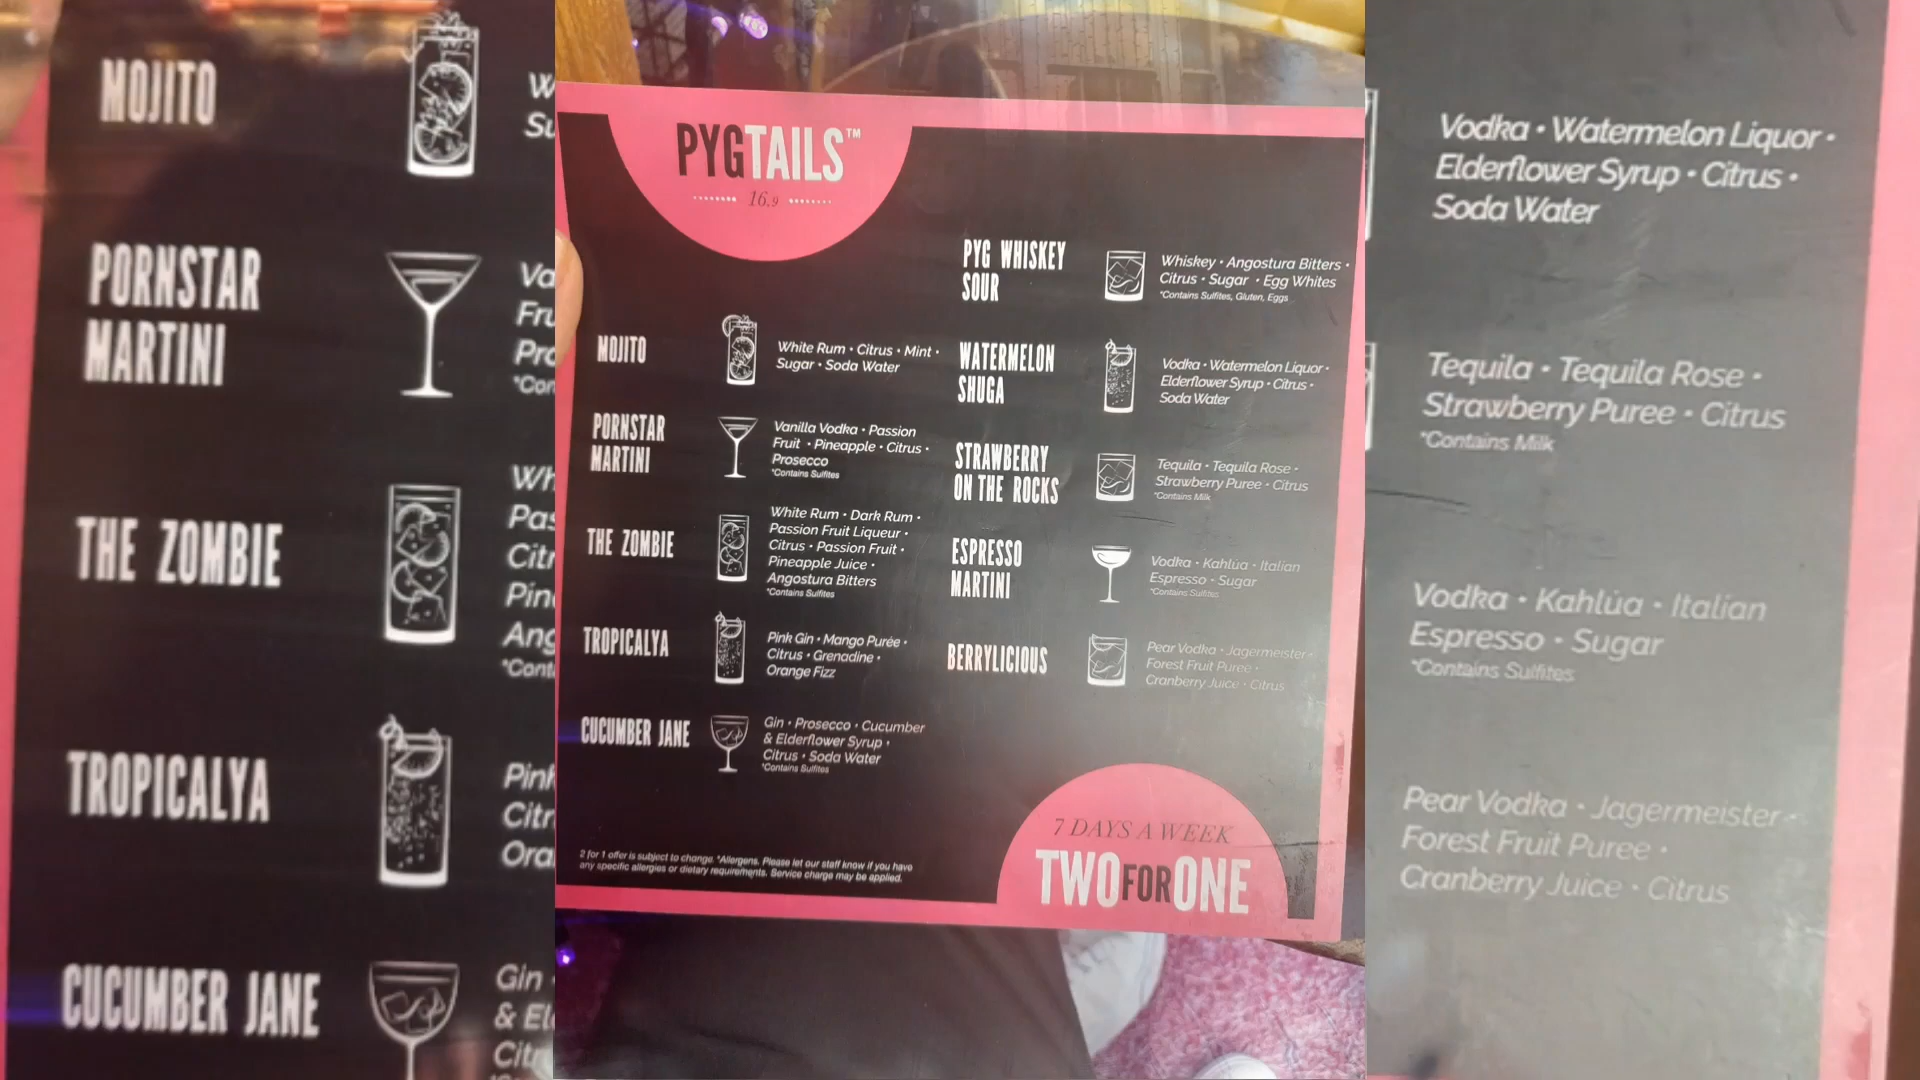 PYGTAILS™
16.9
MOJITO
White Rum • Citrus • Mint •
Sugar • Soda Water
PORNSTAR
MARTINI
Vanilla Vodka • Passion
Fruit • Pineapple • Citrus •
Prosecco
*Contains Sulfites
THE ZOMBIE
White Rum • Dark Rum •
Passion Fruit Liqueur •
Citrus • Passion Fruit •
Pineapple Juice •
Angostura Bitters
*Contains Sulfites
TROPICALYA
Pink Gin • Mango Purée •
Citrus • Grenadine •
Orange Fizz
CUCUMBER JANE
Gin • Prosecco • Cucumber
& Elderflower Syrup •
Citrus • Soda Water
*Contains Sulfites
PYG WHISKEY
SOUR
Whiskey • Angostura Bitters •
Citrus • Sugar • Egg Whites
*Contains Sulfites, Gluten, Eggs
WATERMELON
SHUGA
Vodka • Watermelon Liquor •
Elderflower Syrup • Citrus •
Soda Water
STRAWBERRY
ON THE ROCKS
Tequila • Tequila Rose •
Strawberry Puree • Citrus
*Contains Milk
ESPRESSO
MARTINI
Vodka • Kahlúa • Italian
Espresso • Sugar
*Contains Sulfites
BERRYLICIOUS
Pear Vodka • Jagermeister •
Forest Fruit Puree •
Cranberry Juice • Citrus
2 for 1 offer is subject to change. *Allergens. Please let our staff know if you have
any specific allergies or dietary requirements. Service charge may be applied.
7 DAYS A WEEK
TWOFORONE
MOJITO
PORNSTAR
MARTINI
THE ZOMBIE
TROPICALYA
CUCUMBER JANE
Vodka • Watermelon Liquor •
Elderflower Syrup • Citrus •
Soda Water
Tequila • Tequila Rose •
Strawberry Puree • Citrus
*Contains Milk
Vodka • Kahlúa • Italian
Espresso • Sugar
*Contains Sulfites
Pear Vodka • Jagermeister •
Forest Fruit Puree •
Cranberry Juice • Citrus